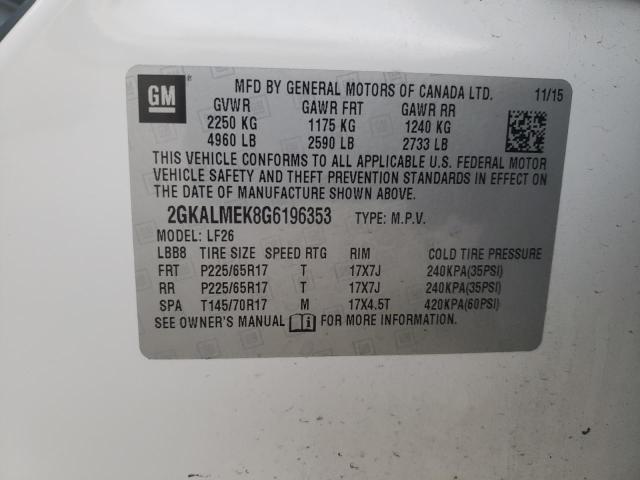 GM ® MFD BY GENERAL MOTORS OF CANADA LTD. 11/15
GVWR GAWR FRT GAWR RR
2250 KG 1175 KG 1240 KG
4960 LB 2590 LB 2733 LB
THIS VEHICLE CONFORMS TO ALL APPLICABLE U.S. FEDERAL MOTOR
VEHICLE SAFETY AND THEFT PREVENTION STANDARDS IN EFFECT ON
THE DATE OF MANUFACTURE SHOWN ABOVE.
2GKALMEK8G6196353 TYPE: M.P.V.
MODEL: LF26
LBB8 TIRE SIZE SPEED RTG RIM COLD TIRE PRESSURE
FRT P225/65R17 T 17X7J 240KPA(35PSI)
RR P225/65R17 T 17X7J 240KPA(35PSI)
SPA T145/70R17 M 17X4.5T 420KPA(60PSI)
SEE OWNER'S MANUAL FOR MORE INFORMATION.